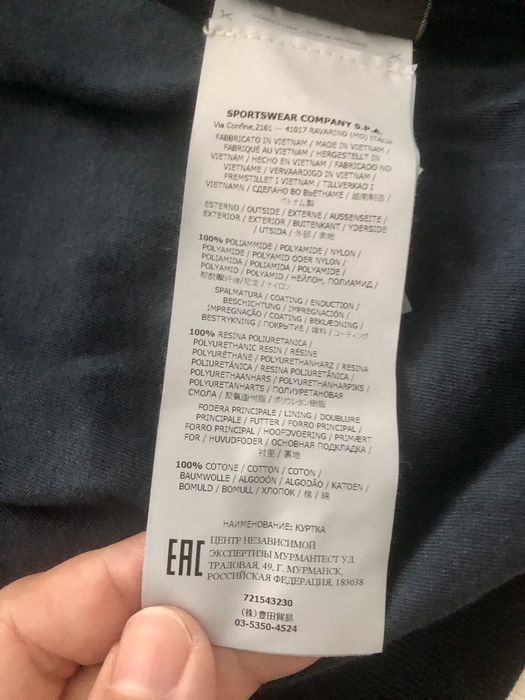 SPORTSWEAR COMPANY S.P.A.
Via Confine,2161 — 41017 RAVARINO (MO) ITALIA
FABBRICATO IN VIETNAM / MADE IN VIETNAM /
FABRIQUÉ AU VIETNAM / HERGESTELLT IN
VIETNAM / HECHO EN VIETNAM / FABRICADO NO
VIETNAME / VERVAARDIGD IN VIETNAM /
FREMSTILLET I VIETNAM / TILLVERKAD I
VIETNAMN / СДЕЛАНО ВО ВЬЕТНАМЕ / 越南制造 /
ベトナム製
ESTERNO / OUTSIDE / EXTERNE / AUSSENSEITE /
EXTERIOR / EXTERIOR / BUITENKANT / YDERSIDE
/ UTSIDA / 外部 / 表地
100% POLIAMMIDE / POLYAMIDE / NYLON /
POLYAMIDE / POLYAMID ODER NYLON /
POLIAMIDA / POLIAMIDA / POLYAMIDE /
POLYAMID / POLYAMID / НЕЙЛОН, ПОЛИАМИД /
聚酰胺纤维/尼龙 / ナイロン
SPALMATURA / COATING / ENDUCTION /
BESCHICHTUNG / IMPREGNACIÓN /
IMPREGNAÇÃO / COATING / BEKLÆDNING /
BESTRYKNING / ПОКРЫТИЕ / 涂料 / コーティング
100% RESINA POLIURETANICA /
POLYURETHANIC RESIN / RÉSINE
POLYURÉTHANE / POLYURETHANHARZ / RESINA
POLIURETÁNICA / RESINA POLIURETÂNICA /
POLYURETHAANHARS / POLYURETHANHARPIKS /
POLYURETANHARTS / ПОЛИУРЕТАНОВАЯ
СМОЛА / 聚氨酯树脂 / ポリウレタン樹脂
FODERA PRINCIPALE / LINING / DOUBLURE
PRINCIPALE / FUTTER / FORRO PRINCIPAL /
FORRO PRINCIPAL / HOOFDVOERING / PRIMÆRT
FOR / HUVUDFODER / ОСНОВНАЯ ПОДКЛАДКА /
衬里 / 裏地
100% COTONE / COTTON / COTON /
BAUMWOLLE / ALGODÓN / ALGODÃO / KATOEN /
BOMULD / BOMULL / ХЛОПОК / 棉 / 綿
НАИМЕНОВАНИЕ: КУРТКА
EAC ЦЕНТР НЕЗАВИСИМОЙ
ЭКСПЕРТИЗЫ МУРМАНТЕСТ УЛ.
ТРАЛОВАЯ, 49, Г. МУРМАНСК,
РОССИЙСКАЯ ФЕДЕРАЦИЯ, 183038
721543230
(株)豊田貿易
03-5350-4524